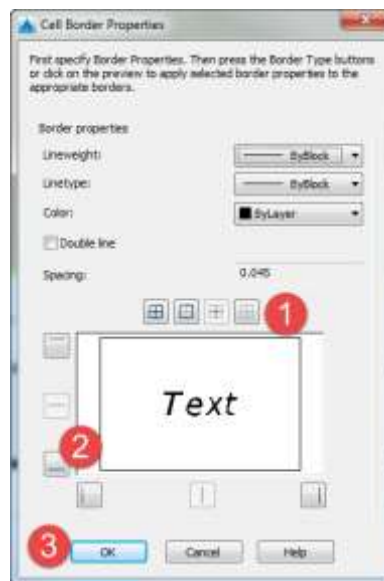 Cell Border Properties
First specify Border Properties. Then press the Border Type buttons
or click on the preview to apply selected border properties to the
appropriate borders.
Border properties
Lineweight: ByBlock
Linetype: ByBlock
Color: ByLayer
Double line
Spacing: 0.045
1
Text
2
3 OK Cancel Help